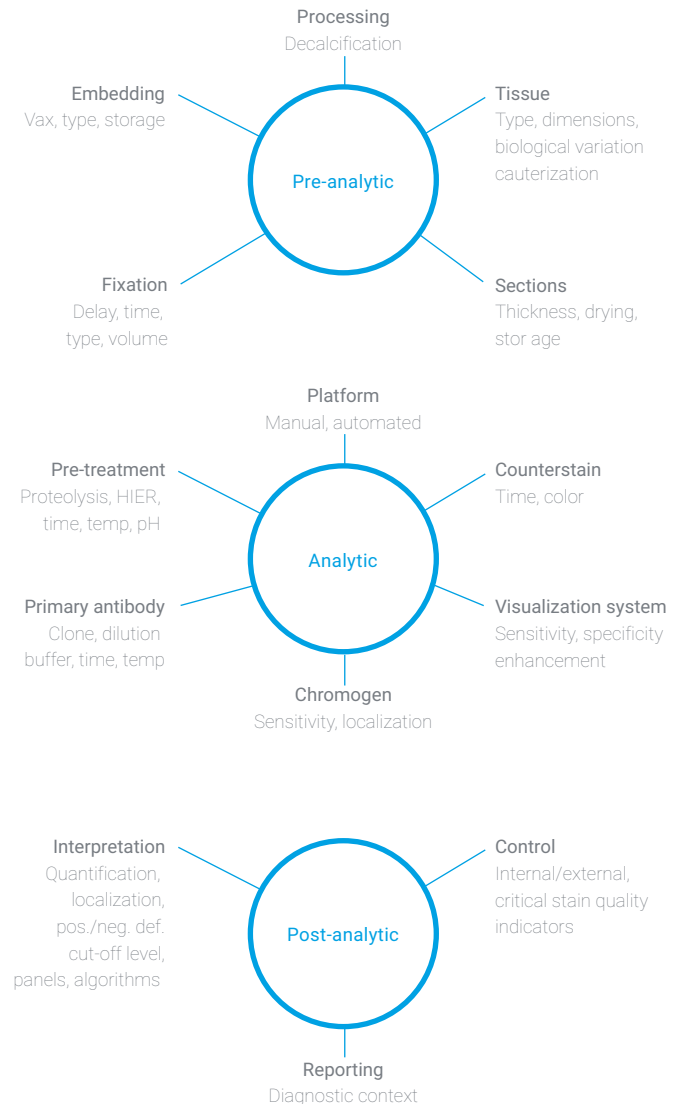 Processing
Decalcification
Embedding
Vax, type, storage
Tissue
Type, dimensions,
biological variation
cauterization
Pre-analytic
Fixation
Delay, time,
type, volume
Sections
Thickness, drying,
stor age
Platform
Manual, automated
Pre-treatment
Proteolysis, HIER,
time, temp, pH
Counterstain
Time, color
Analytic
Primary antibody
Clone, dilution
buffer, time, temp
Visualization system
Sensitivity, specificity
enhancement
Chromogen
Sensitivity, localization
Interpretation
Quantification,
localization,
pos./neg. def.
cut-off level,
panels, algorithms
Control
Internal/external,
critical stain quality
indicators
Post-analytic
Reporting
Diagnostic context